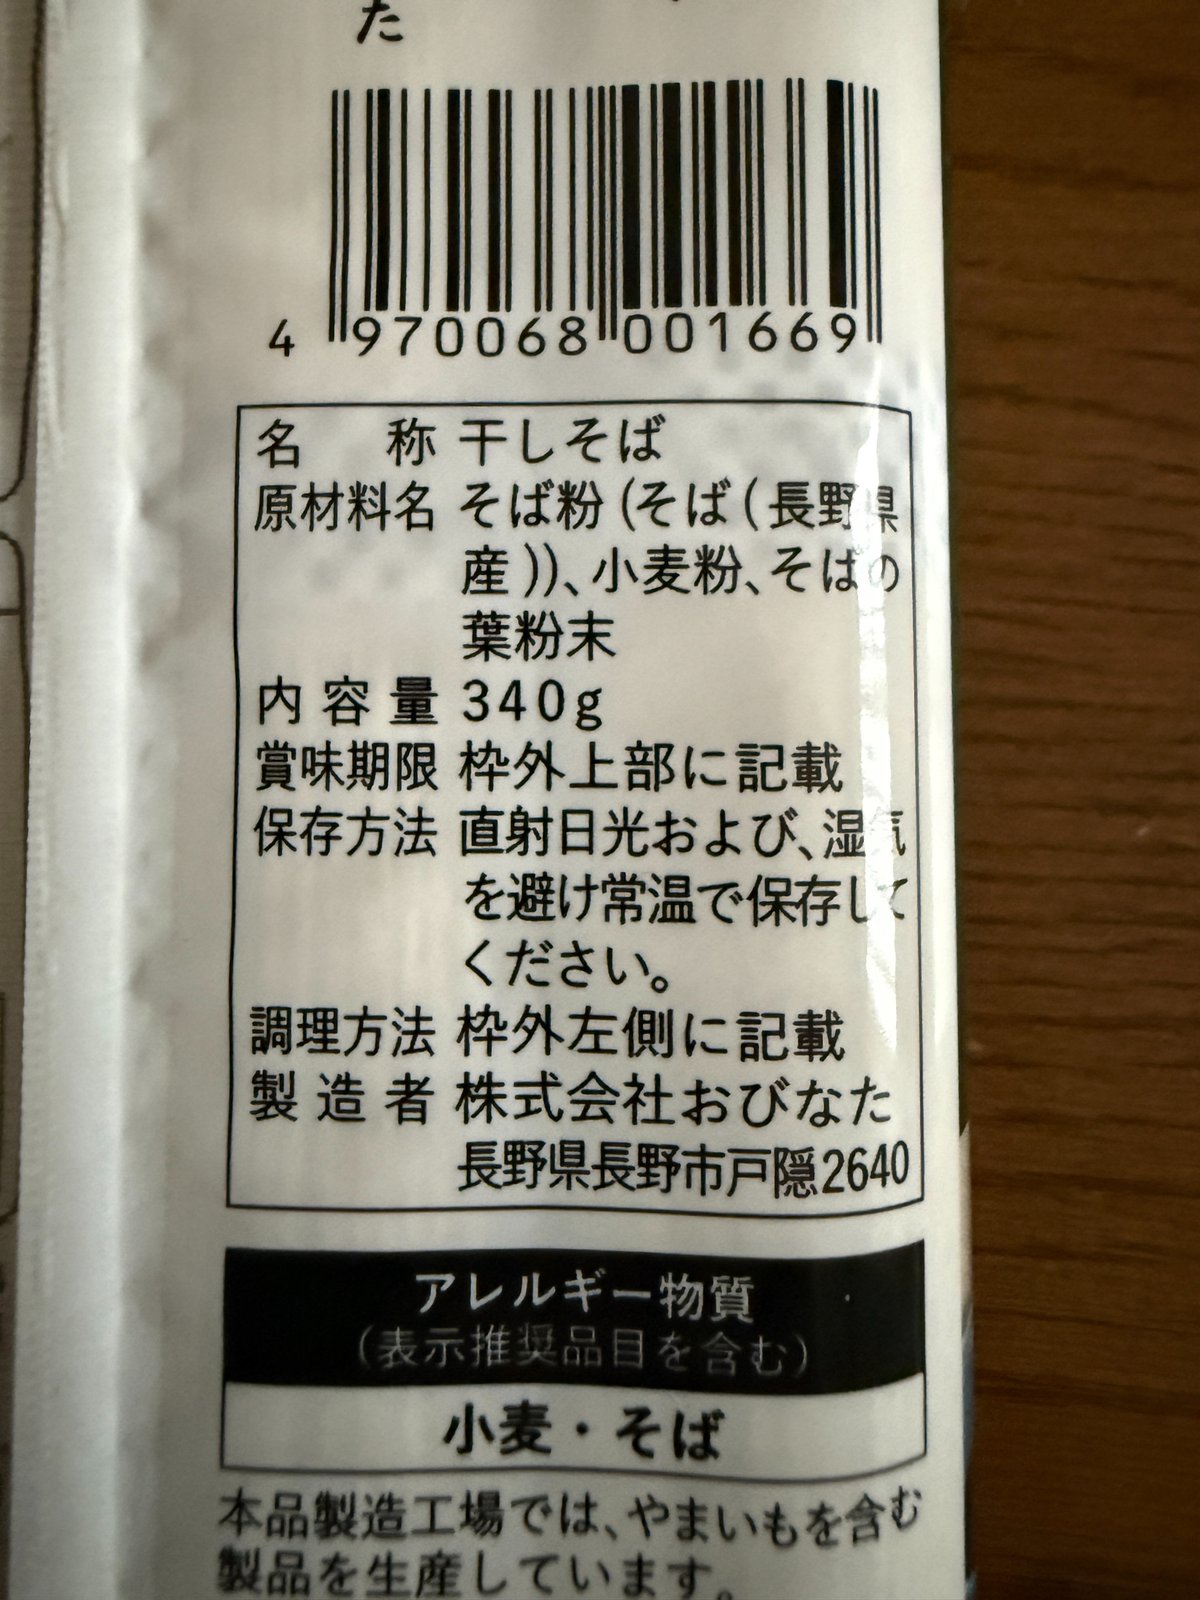 た
4 970068 001669
名称 干しそば
原材料名 そば粉(そば(長野県
産))、小麦粉、そばの
葉粉末
内容量 340g
賞味期限 枠外上部に記載
保存方法 直射日光および、湿気
を避け常温で保存して
ください。
調理方法 枠外左側に記載
製造者 株式会社おびなた
長野県長野市戸隠2640
アレルギー物質
(表示推奨品目を含む)
小麦・そば
本品製造工場では、やまいもを含む
製品を生産しています。